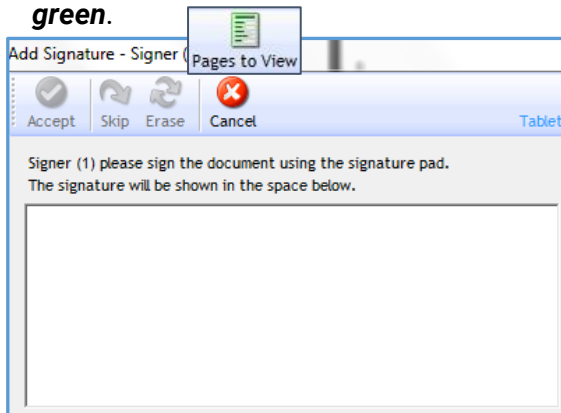 green.
Add Signature - Signer (
Pages to View
Accept Skip Erase Cancel Tablet
Signer (1) please sign the document using the signature pad.
The signature will be shown in the space below.